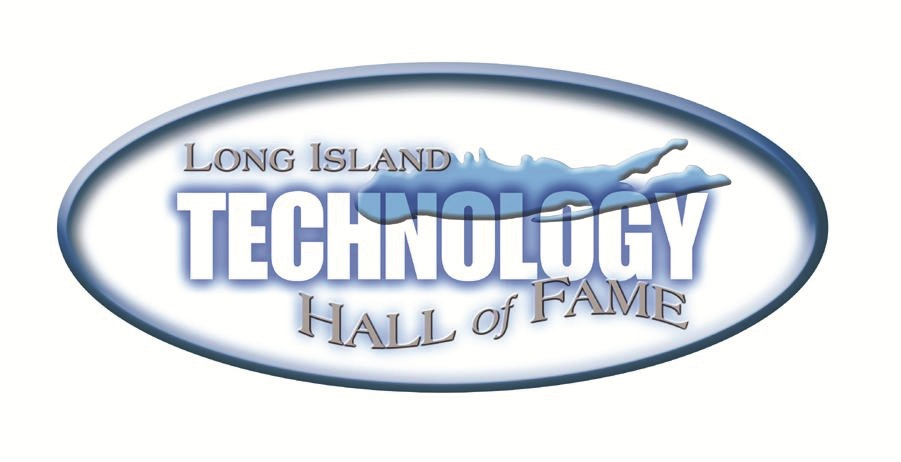 LONG ISLAND
TECHNOLOGY
HALL of FAME